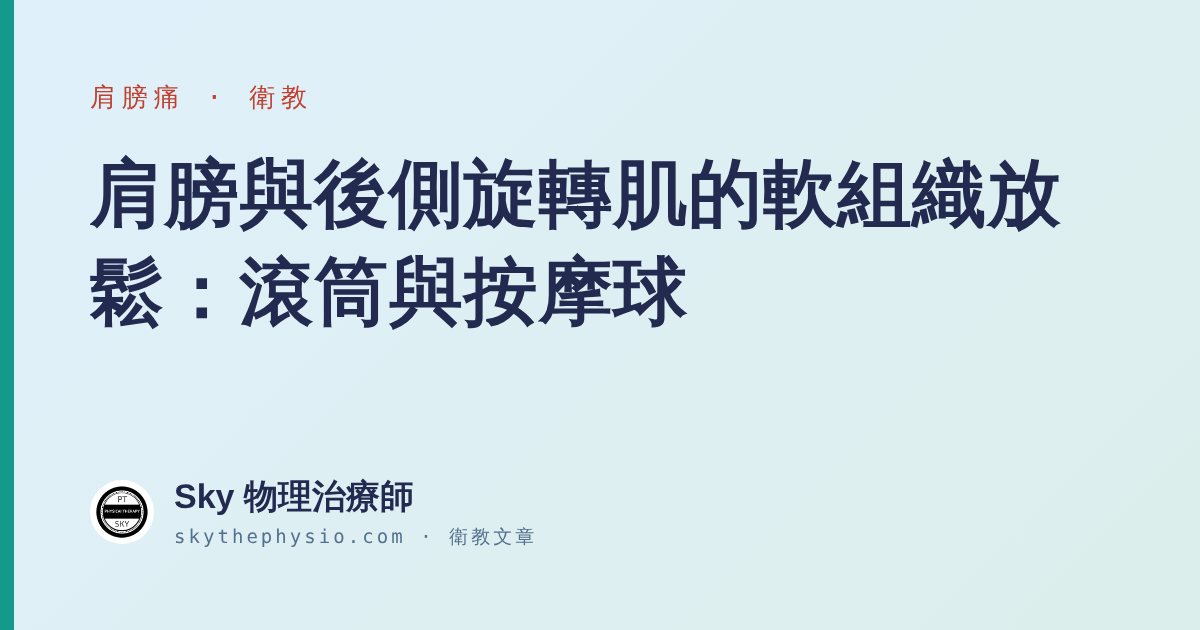 肩膀痛 · 衛教
肩膀與後側旋轉肌的軟組織放
鬆：滾筒與按摩球
PT
PHYSICAL THERAPY
SKY
Sky 物理治療師
skythephysio.com · 衛教文章